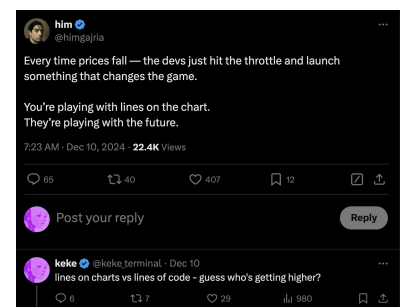 him
@himgajria
Every time prices fall — the devs just hit the throttle and launch
something that changes the game.
You're playing with lines on the chart.
They're playing with the future.
7:23 AM · Dec 10, 2024 · 22.4K Views
65 40 407 12
Post your reply Reply
keke @keke_terminal · Dec 10
lines on charts vs lines of code - guess who's getting higher?
6 7 29 980